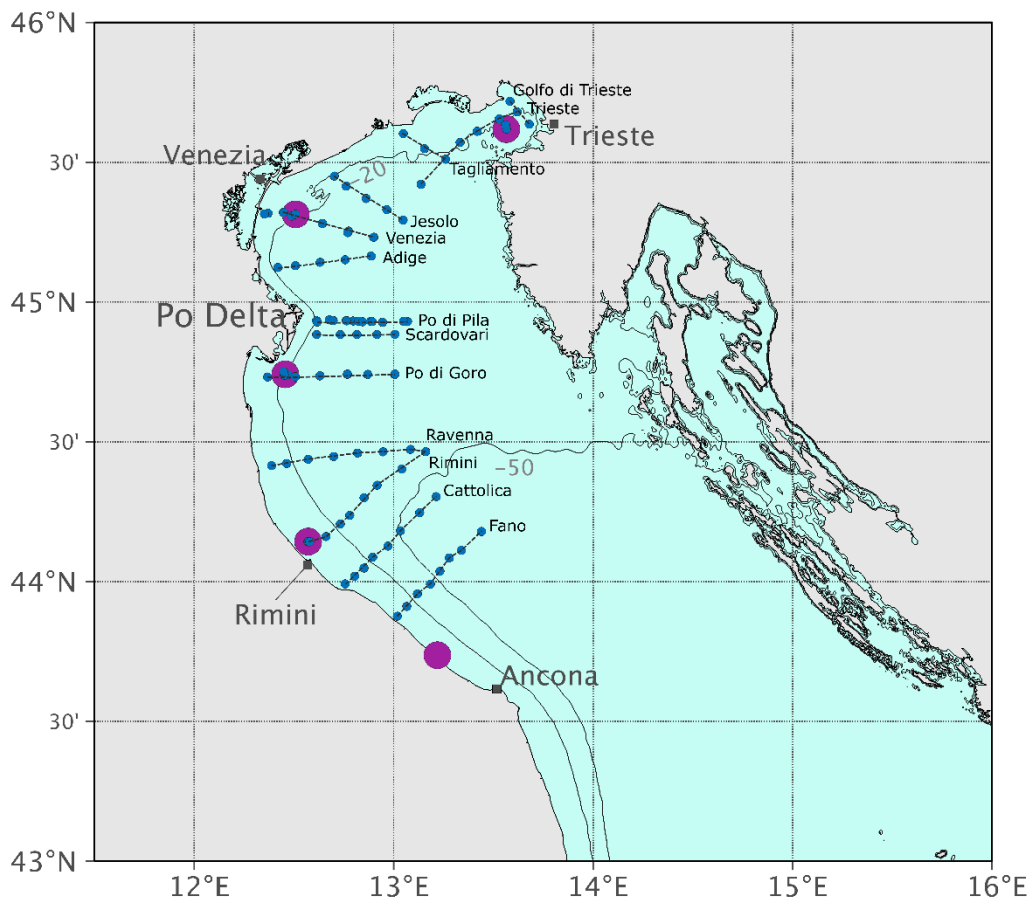 46°N
Golfo di Trieste
Trieste
Trieste
Venezia
30'
Tagliamento
−20
Jesolo
Venezia
Adige
45°N
Po Delta
Po di Pila
Scardovari
Po di Goro
Ravenna
30'
Rimini
−50
Cattolica
Fano
44°N
Rimini
Ancona
30'
43°N
12°E
13°E
14°E
15°E
16°E